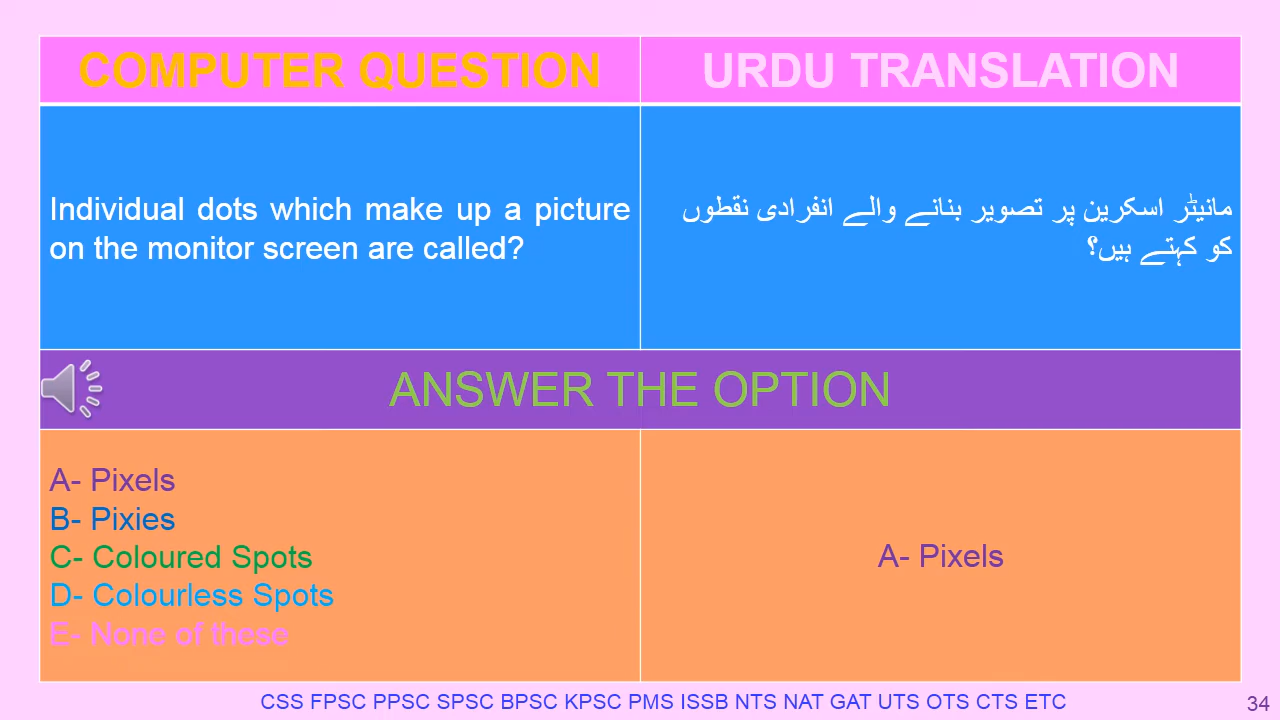 COMPUTER QUESTION
URDU TRANSLATION
Individual dots which make up a picture
on the monitor screen are called?
مانیٹر اسکرین پر تصویر بنانے والے انفرادی نقطوں
کو کہتے ہیں؟
ANSWER THE OPTION
A- Pixels
B- Pixies
C- Coloured Spots
D- Colourless Spots
E- None of these
A- Pixels
CSS FPSC PPSC SPSC BPSC KPSC PMS ISSB NTS NAT GAT UTS OTS CTS ETC
34